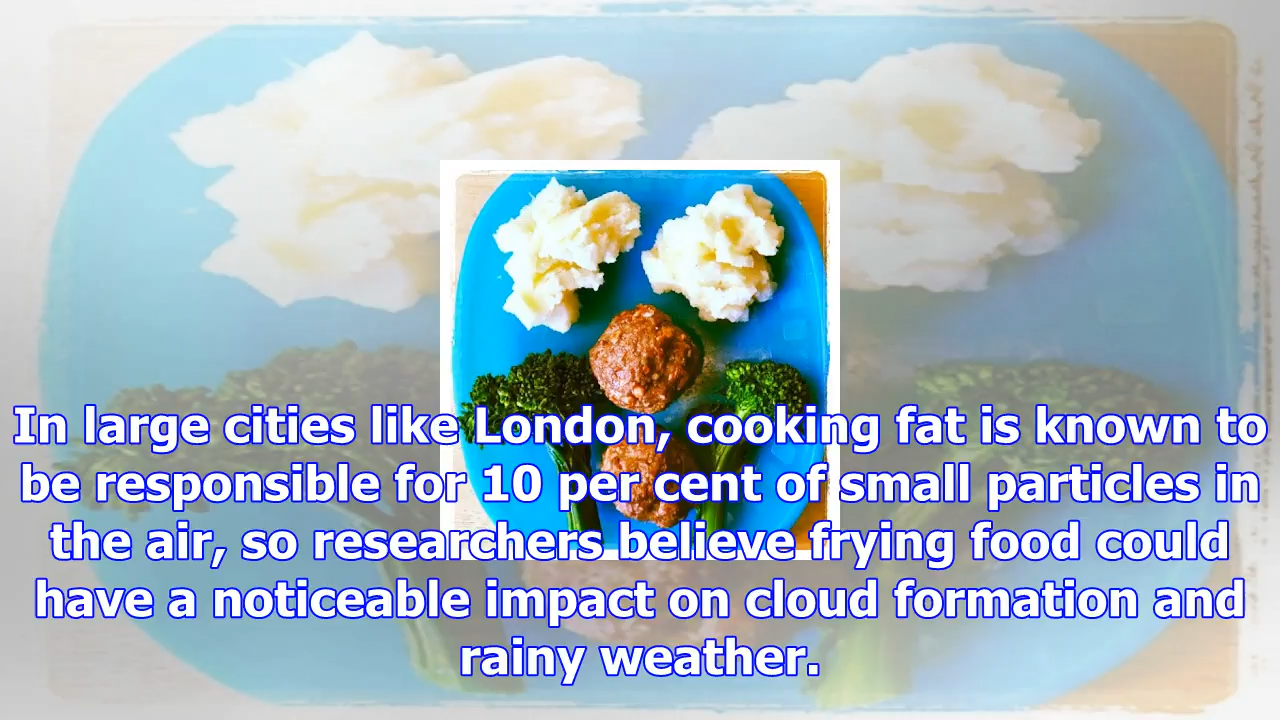 In large cities like London, cooking fat is known to
be responsible for 10 per cent of small particles in
the air, so researchers believe frying food could
have a noticeable impact on cloud formation and
rainy weather.